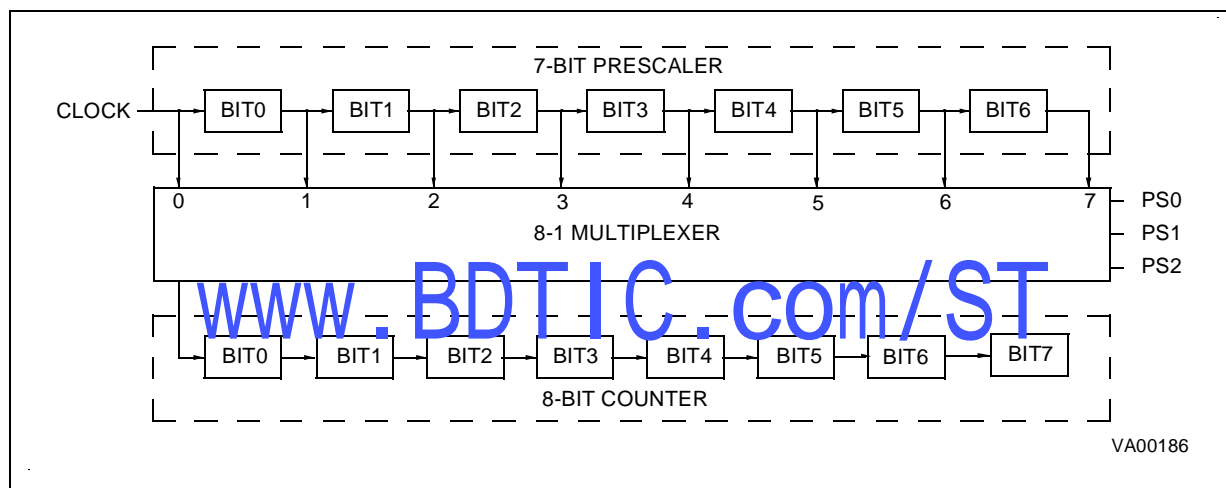 7-BIT PRESCALER
CLOCK BIT0 BIT1 BIT2 BIT3 BIT4 BIT5 BIT6
0 1 2 3 4 5 6 7 PS0
8-1 MULTIPLEXER PS1
PS2
www.BDTIC.com/ST
BIT0 BIT1 BIT2 BIT3 BIT4 BIT5 BIT6 BIT7
8-BIT COUNTER
VA00186